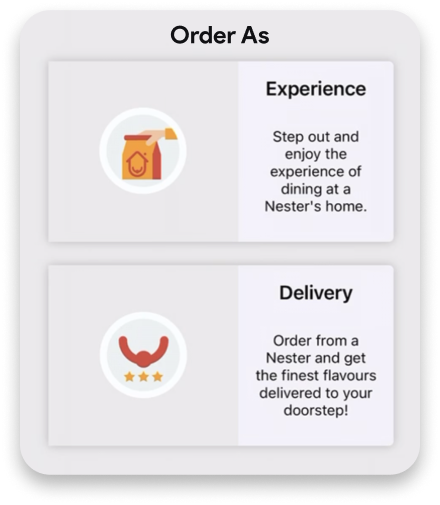 Order As
Experience
Step out and
enjoy the
experience of
dining at a
Nester's home.
Delivery
Order from a
Nester and get
the finest flavours
delivered to your
doorstep!